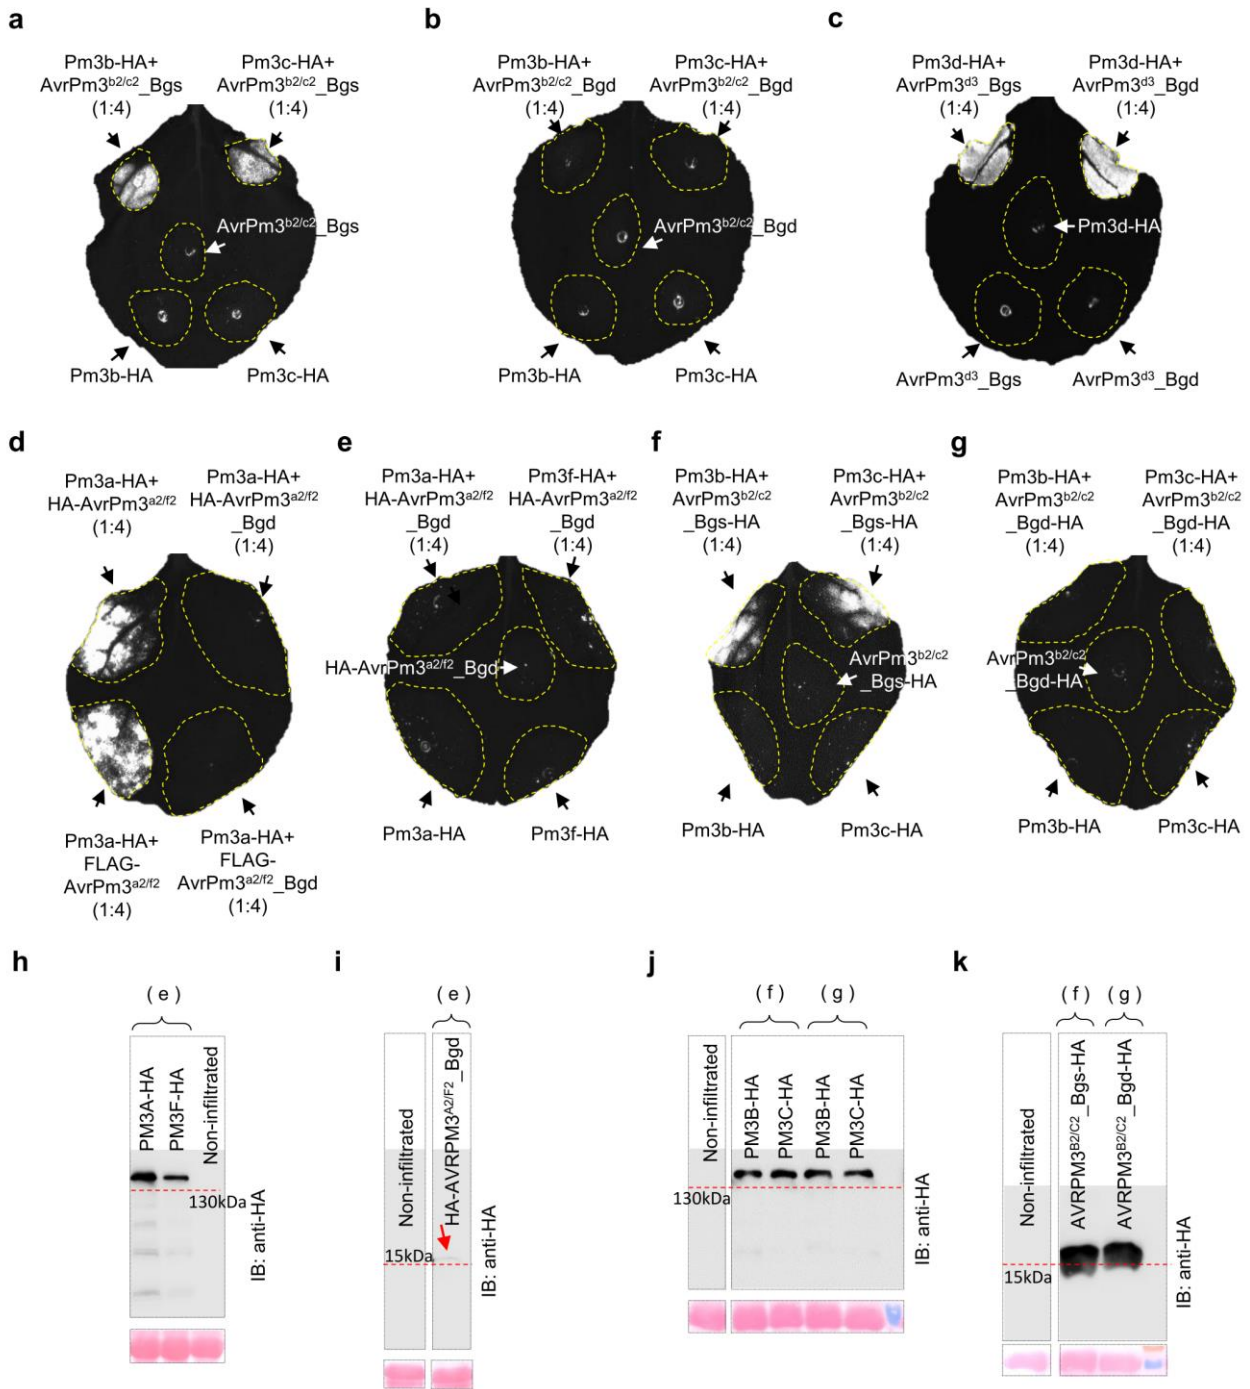 a
Pm3b-HA+
AvrPm3b2/c2_Bgs
(1:4)
Pm3c-HA+
AvrPm3b2/c2_Bgs
(1:4)
AvrPm3b2/c2_Bgs
Pm3b-HA
Pm3c-HA
b
Pm3b-HA+
AvrPm3b2/c2_Bgd
(1:4)
Pm3c-HA+
AvrPm3b2/c2_Bgd
(1:4)
AvrPm3b2/c2_Bgd
Pm3b-HA
Pm3c-HA
c
Pm3d-HA+
AvrPm3d3_Bgs
(1:4)
Pm3d-HA+
AvrPm3d3_Bgd
(1:4)
Pm3d-HA
AvrPm3d3_Bgs
AvrPm3d3_Bgd
d
Pm3a-HA+
HA-AvrPm3a2/f2
(1:4)
Pm3a-HA+
HA-AvrPm3a2/f2
_Bgd
(1:4)
Pm3a-HA+
FLAG-
AvrPm3a2/f2
(1:4)
Pm3a-HA+
FLAG-
AvrPm3a2/f2_Bgd
(1:4)
e
Pm3a-HA+
HA-AvrPm3a2/f2
_Bgd
(1:4)
Pm3f-HA+
HA-AvrPm3a2/f2
_Bgd
(1:4)
HA-AvrPm3a2/f2_Bgd
Pm3a-HA
Pm3f-HA
f
Pm3b-HA+
AvrPm3b2/c2
_Bgs-HA
(1:4)
Pm3c-HA+
AvrPm3b2/c2
_Bgs-HA
(1:4)
AvrPm3b2/c2
_Bgs-HA
Pm3b-HA
Pm3c-HA
g
Pm3b-HA+
AvrPm3b2/c2
_Bgd-HA
(1:4)
Pm3c-HA+
AvrPm3b2/c2
_Bgd-HA
(1:4)
AvrPm3b2/c2
_Bgd-HA
Pm3b-HA
Pm3c-HA
h
( e )
PM3A-HA
PM3F-HA
Non-infiltrated
130kDa
IB: anti-HA
i
( e )
Non-infiltrated
HA-AVRPM3A2/F2_Bgd
15kDa
IB: anti-HA
j
( f )
( g )
Non-infiltrated
PM3B-HA
PM3C-HA
PM3B-HA
PM3C-HA
130kDa
IB: anti-HA
k
( f )
( g )
Non-infiltrated
AVRPM3B2/C2_Bgs-HA
AVRPM3B2/C2_Bgd-HA
15kDa
IB: anti-HA